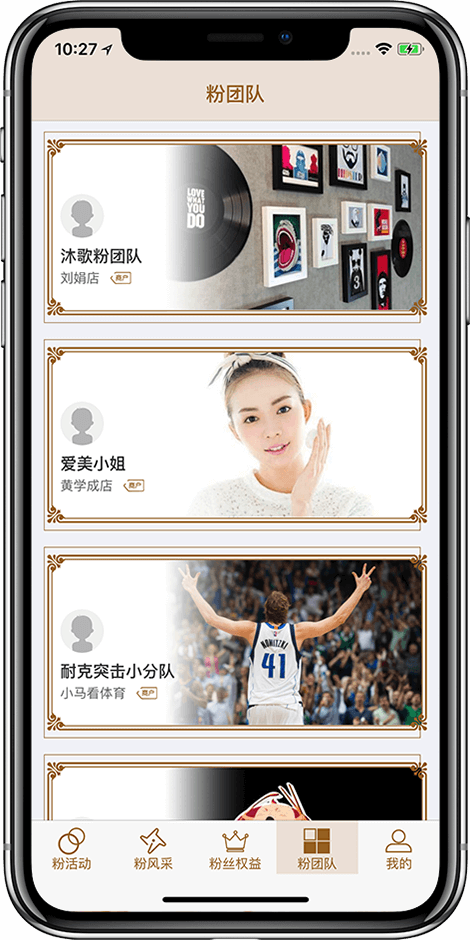 10:27
粉团队
LOVE
WHAT
YOU
DO
沐歌粉团队
刘娟店 商户
3
爱美小姐
黄学成店 商户
NOWITZKI
41
耐克突击小分队
小马看体育 商户
粉活动
粉风采
粉丝权益
粉团队
我的